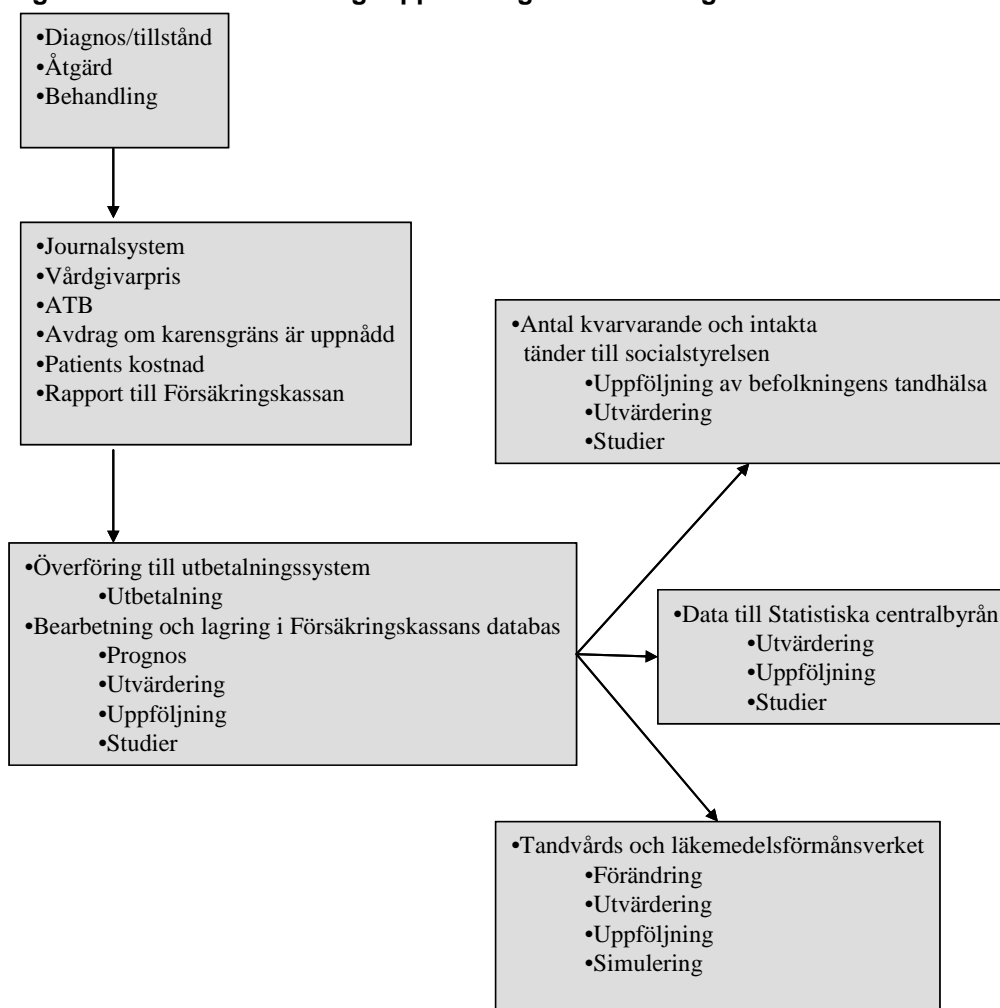 •Diagnos/tillstånd
•Åtgärd
•Behandling
•Journalsystem
•Vårdgivarpris
•ATB
•Avdrag om karensgräns är uppnådd
•Patients kostnad
•Rapport till Försäkringskassan
•Antal kvarvarande och intakta
tänder till socialstyrelsen
•Uppföljning av befolkningens tandhälsa
•Utvärdering
•Studier
•Överföring till utbetalningssystem
•Utbetalning
•Bearbetning och lagring i Försäkringskassans databas
•Prognos
•Utvärdering
•Uppföljning
•Studier
•Data till Statistiska centralbyrån
•Utvärdering
•Uppföljning
•Studier
•Tandvårds och läkemedelsförmånsverket
•Förändring
•Utvärdering
•Uppföljning
•Simulering